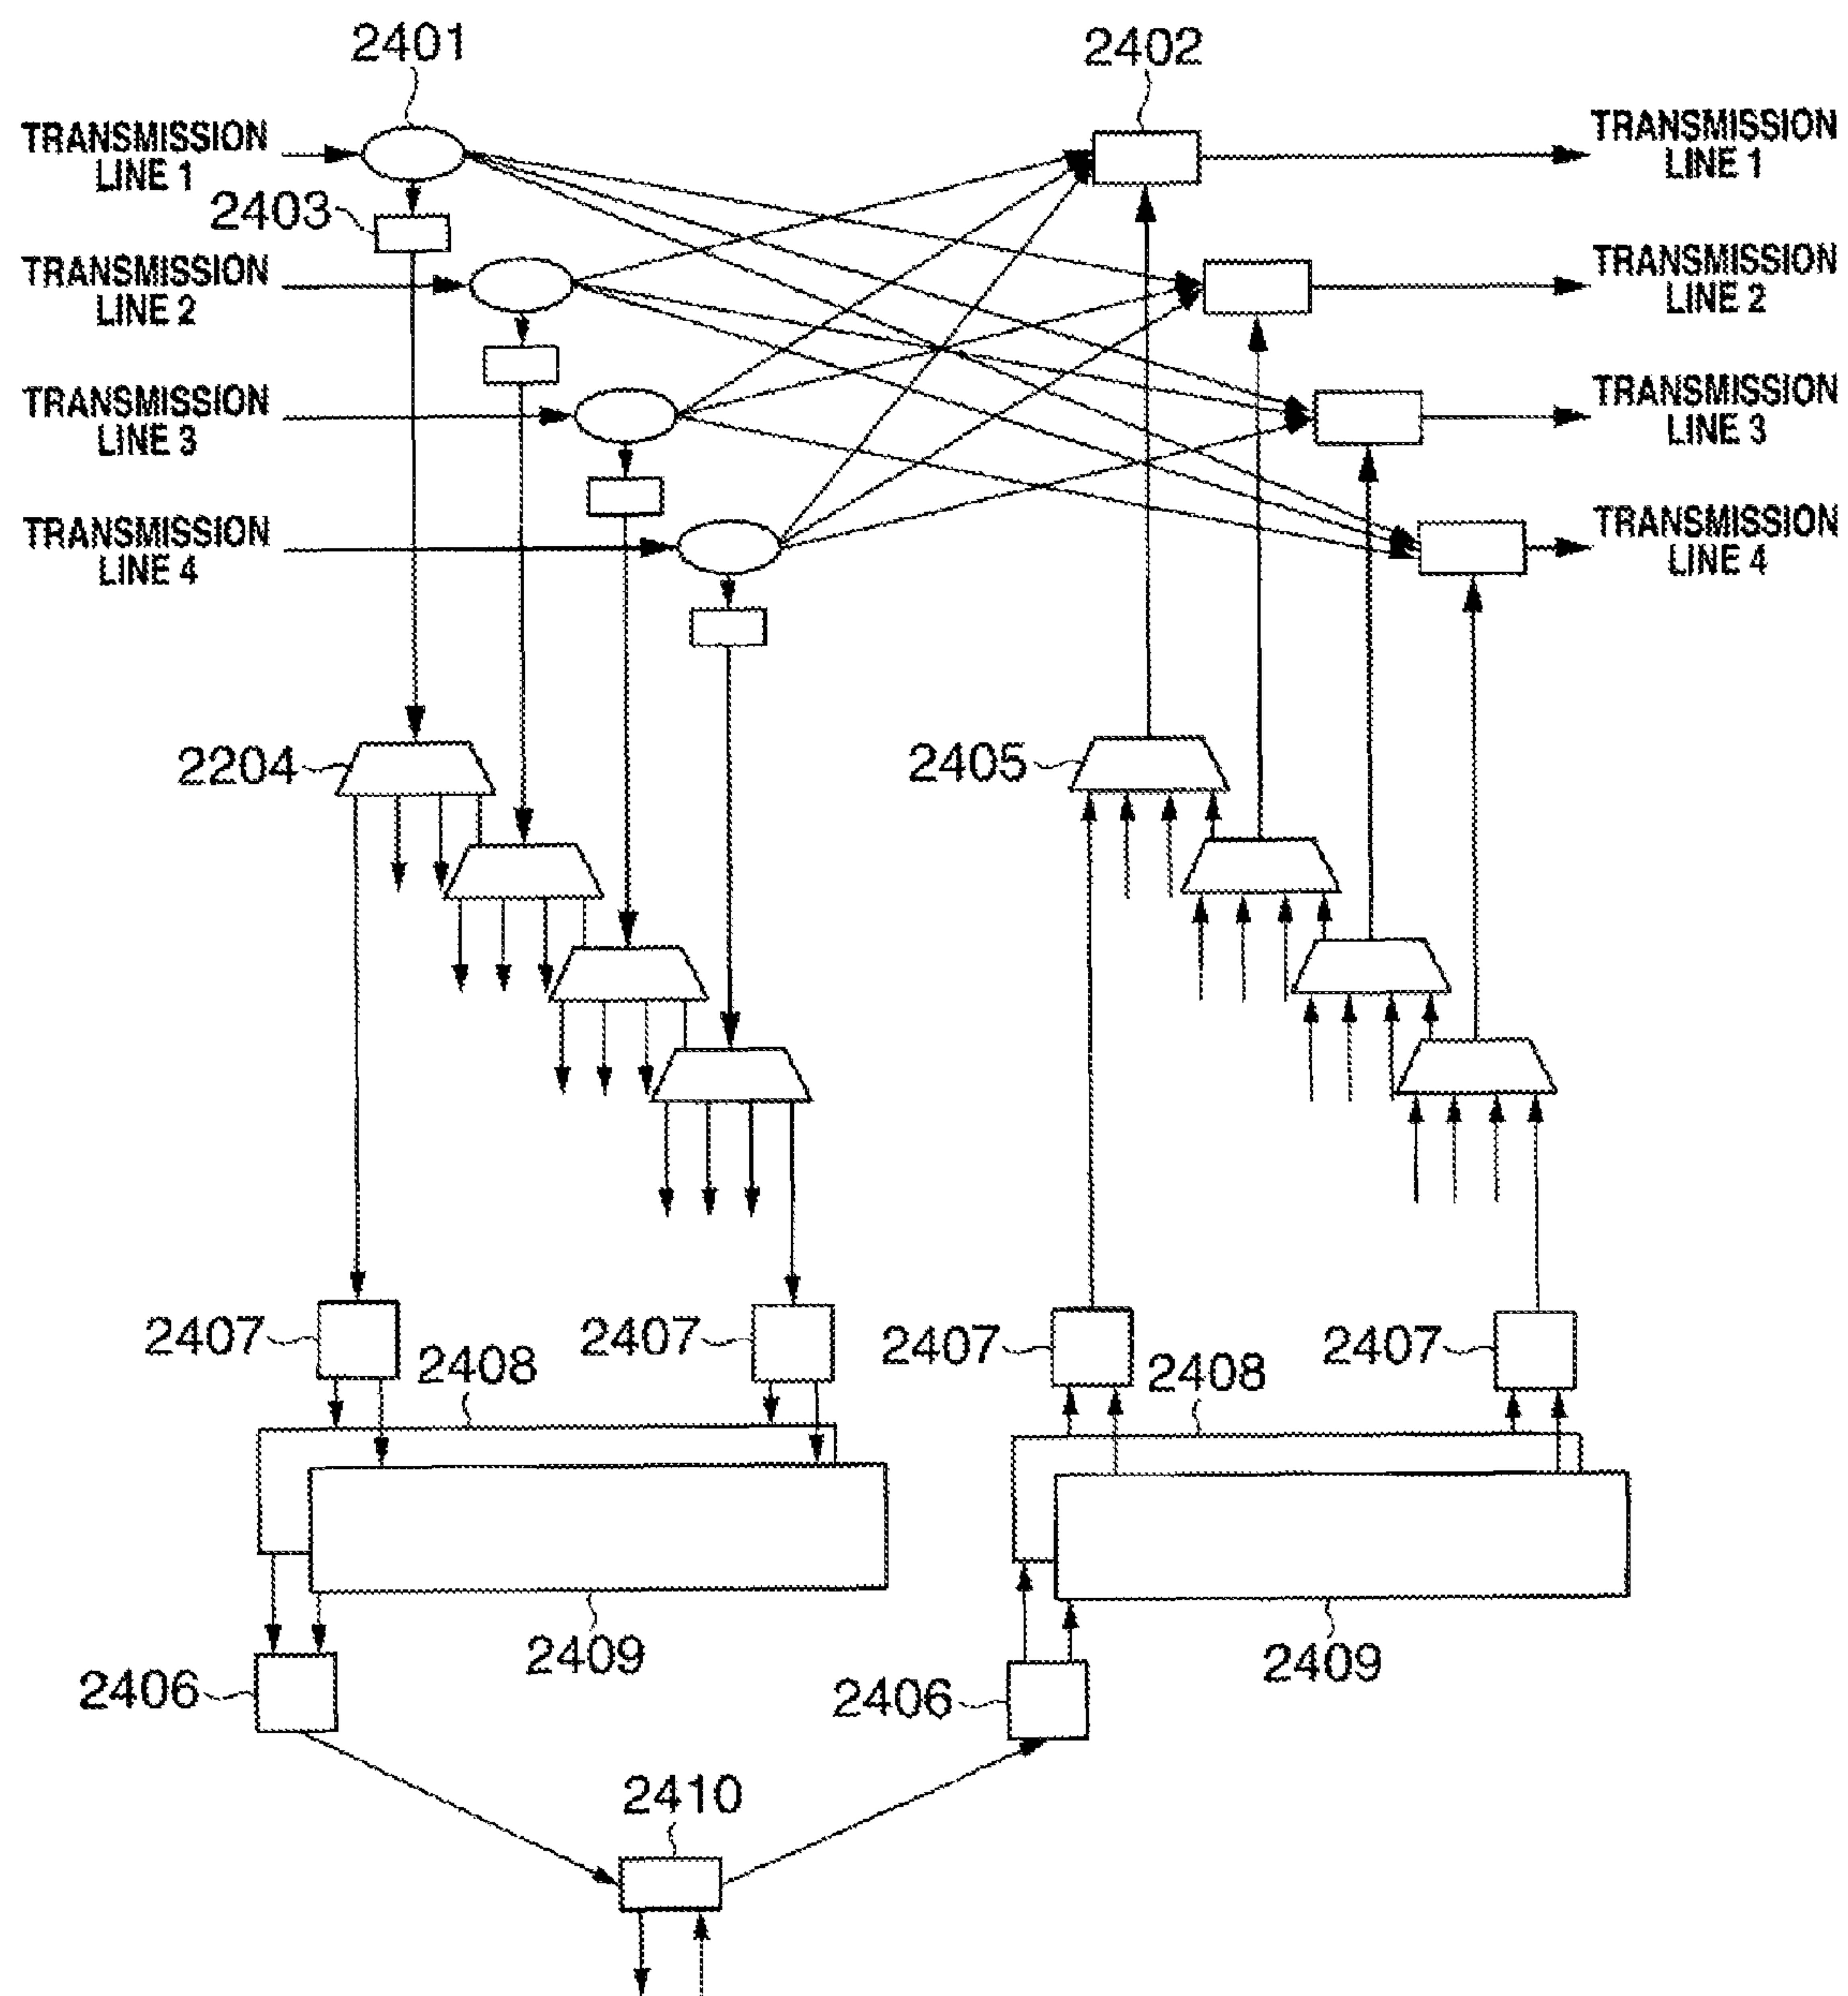 2401
2402
TRANSMISSION
LINE 1
TRANSMISSION
LINE 1
2403
TRANSMISSION
LINE 2
TRANSMISSION
LINE 2
TRANSMISSION
LINE 3
TRANSMISSION
LINE 3
TRANSMISSION
LINE 4
TRANSMISSION
LINE 4
2204
2405
2407
2407
2407
2407
2408
2408
2409
2409
2406
2406
2410